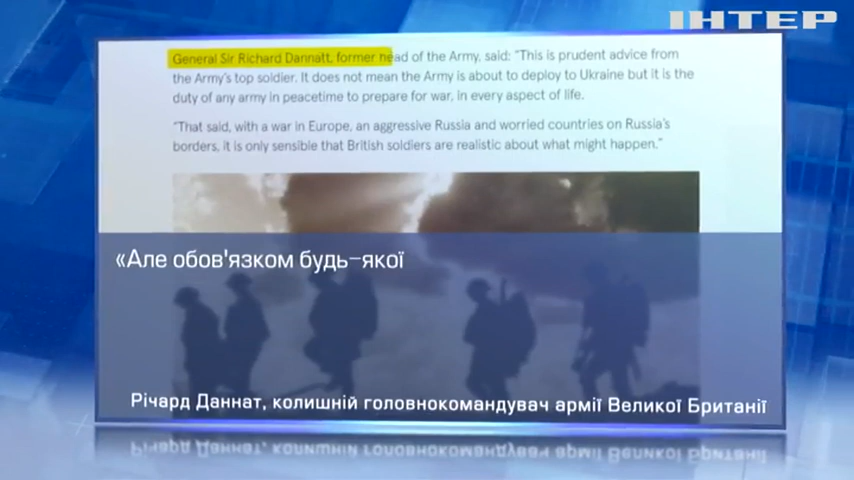 ІНТЕР
General Sir Richard Dannatt, former head of the Army, said: "This is prudent advice from
the Army's top soldier. It does not mean the Army is about to deploy to Ukraine but it is the
duty of any army in peacetime to prepare for war, in every aspect of life.
"That said, with a war in Europe, an aggressive Russia and worried countries on Russia's
borders, it is only sensible that British soldiers are realistic about what might happen."
«Але обов'язком будь-якої
Річард Даннат, колишній головнокомандувач армії Великої Британії